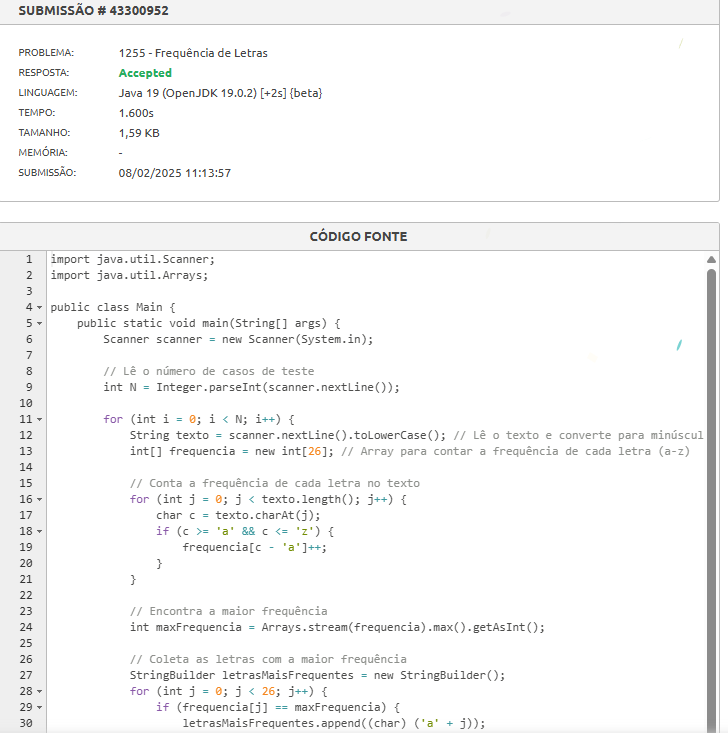 SUBMISSÃO # 43300952
PROBLEMA: 1255 - Frequência de Letras
RESPOSTA: Accepted
LINGUAGEM: Java 19 (OpenJDK 19.0.2) [+2s] {beta}
TEMPO: 1.600s
TAMANHO: 1,59 KB
MEMÓRIA: -
SUBMISSÃO: 08/02/2025 11:13:57
CÓDIGO FONTE
1 import java.util.Scanner;
2 import java.util.Arrays;
3
4 public class Main {
5     public static void main(String[] args) {
6         Scanner scanner = new Scanner(System.in);
7
8         // Lê o número de casos de teste
9         int N = Integer.parseInt(scanner.nextLine());
10
11         for (int i = 0; i < N; i++) {
12             String texto = scanner.nextLine().toLowerCase(); // Lê o texto e converte para minúscul
13             int[] frequencia = new int[26]; // Array para contar a frequência de cada letra (a-z)
14
15             // Conta a frequência de cada letra no texto
16             for (int j = 0; j < texto.length(); j++) {
17                 char c = texto.charAt(j);
18                 if (c >= 'a' && c <= 'z') {
19                     frequencia[c - 'a']++;
20                 }
21             }
22
23             // Encontra a maior frequência
24             int maxFrequencia = Arrays.stream(frequencia).max().getAsInt();
25
26             // Coleta as letras com a maior frequência
27             StringBuilder letrasMaisFrequentes = new StringBuilder();
28             for (int j = 0; j < 26; j++) {
29                 if (frequencia[j] == maxFrequencia) {
30                     letrasMaisFrequentes.append((char) ('a' + j));